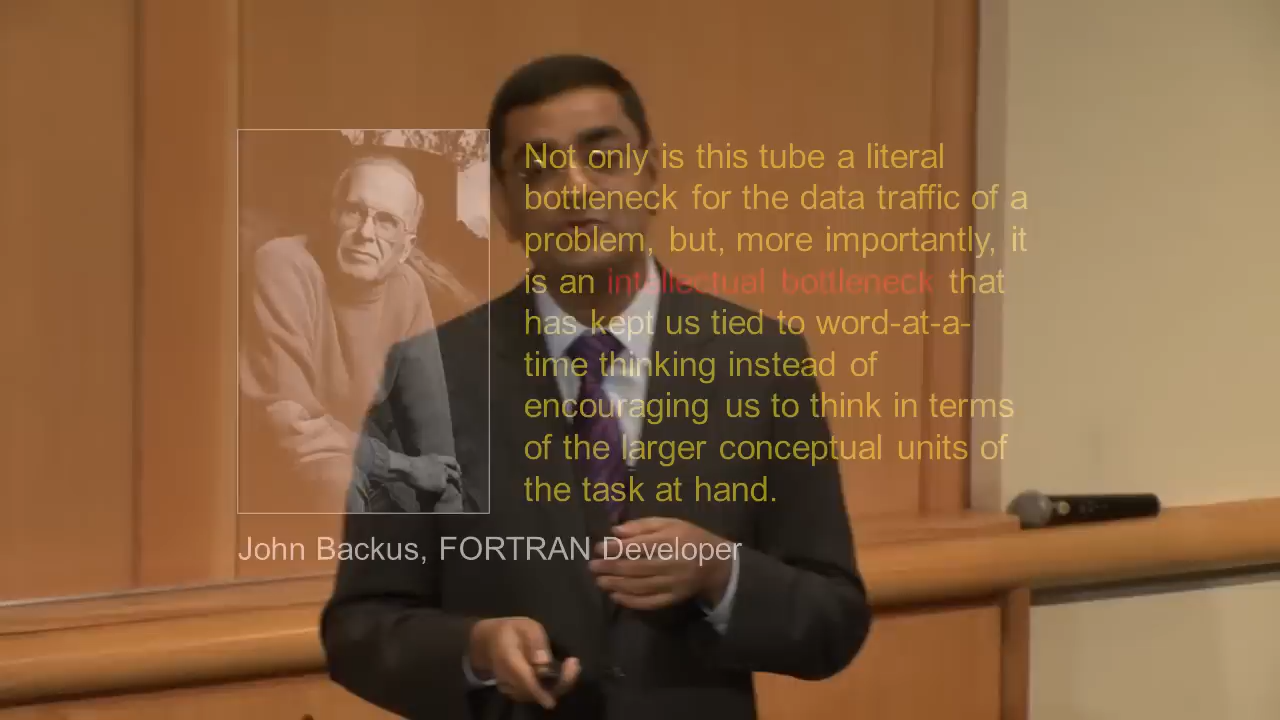 Not only is this tube a literal
bottleneck for the data traffic of a
problem, but, more importantly, it
is an intellectual bottleneck that
has kept us tied to word-at-a-
time thinking instead of
encouraging us to think in terms
of the larger conceptual units of
the task at hand.
John Backus, FORTRAN Developer